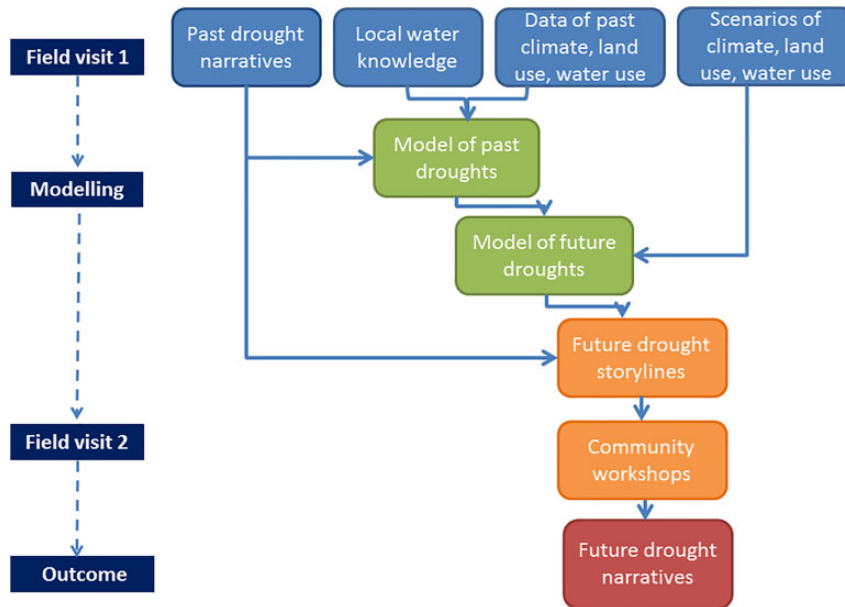 Field visit 1
Past drought
narratives
Local water
knowledge
Data of past
climate, land
use, water use
Scenarios of
climate, land
use, water use
Modelling
Model of past
droughts
Model of future
droughts
Future drought
storylines
Field visit 2
Community
workshops
Outcome
Future drought
narratives